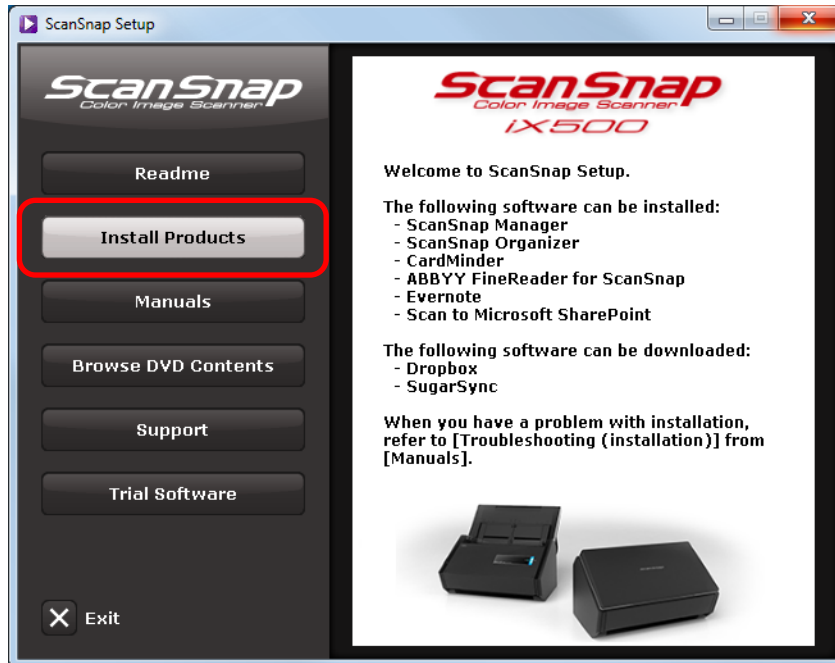 ScanSnap Setup
ScanSnap
Color Image Scanner
Readme
Install Products
Manuals
Browse DVD Contents
Support
Trial Software
Exit
ScanSnap
Color Image Scanner
iX500
Welcome to ScanSnap Setup.
The following software can be installed:
- ScanSnap Manager
- ScanSnap Organizer
- CardMinder
- ABBYY FineReader for ScanSnap
- Evernote
- Scan to Microsoft SharePoint
The following software can be downloaded:
- Dropbox
- SugarSync
When you have a problem with installation,
refer to [Troubleshooting (installation)] from
[Manuals].